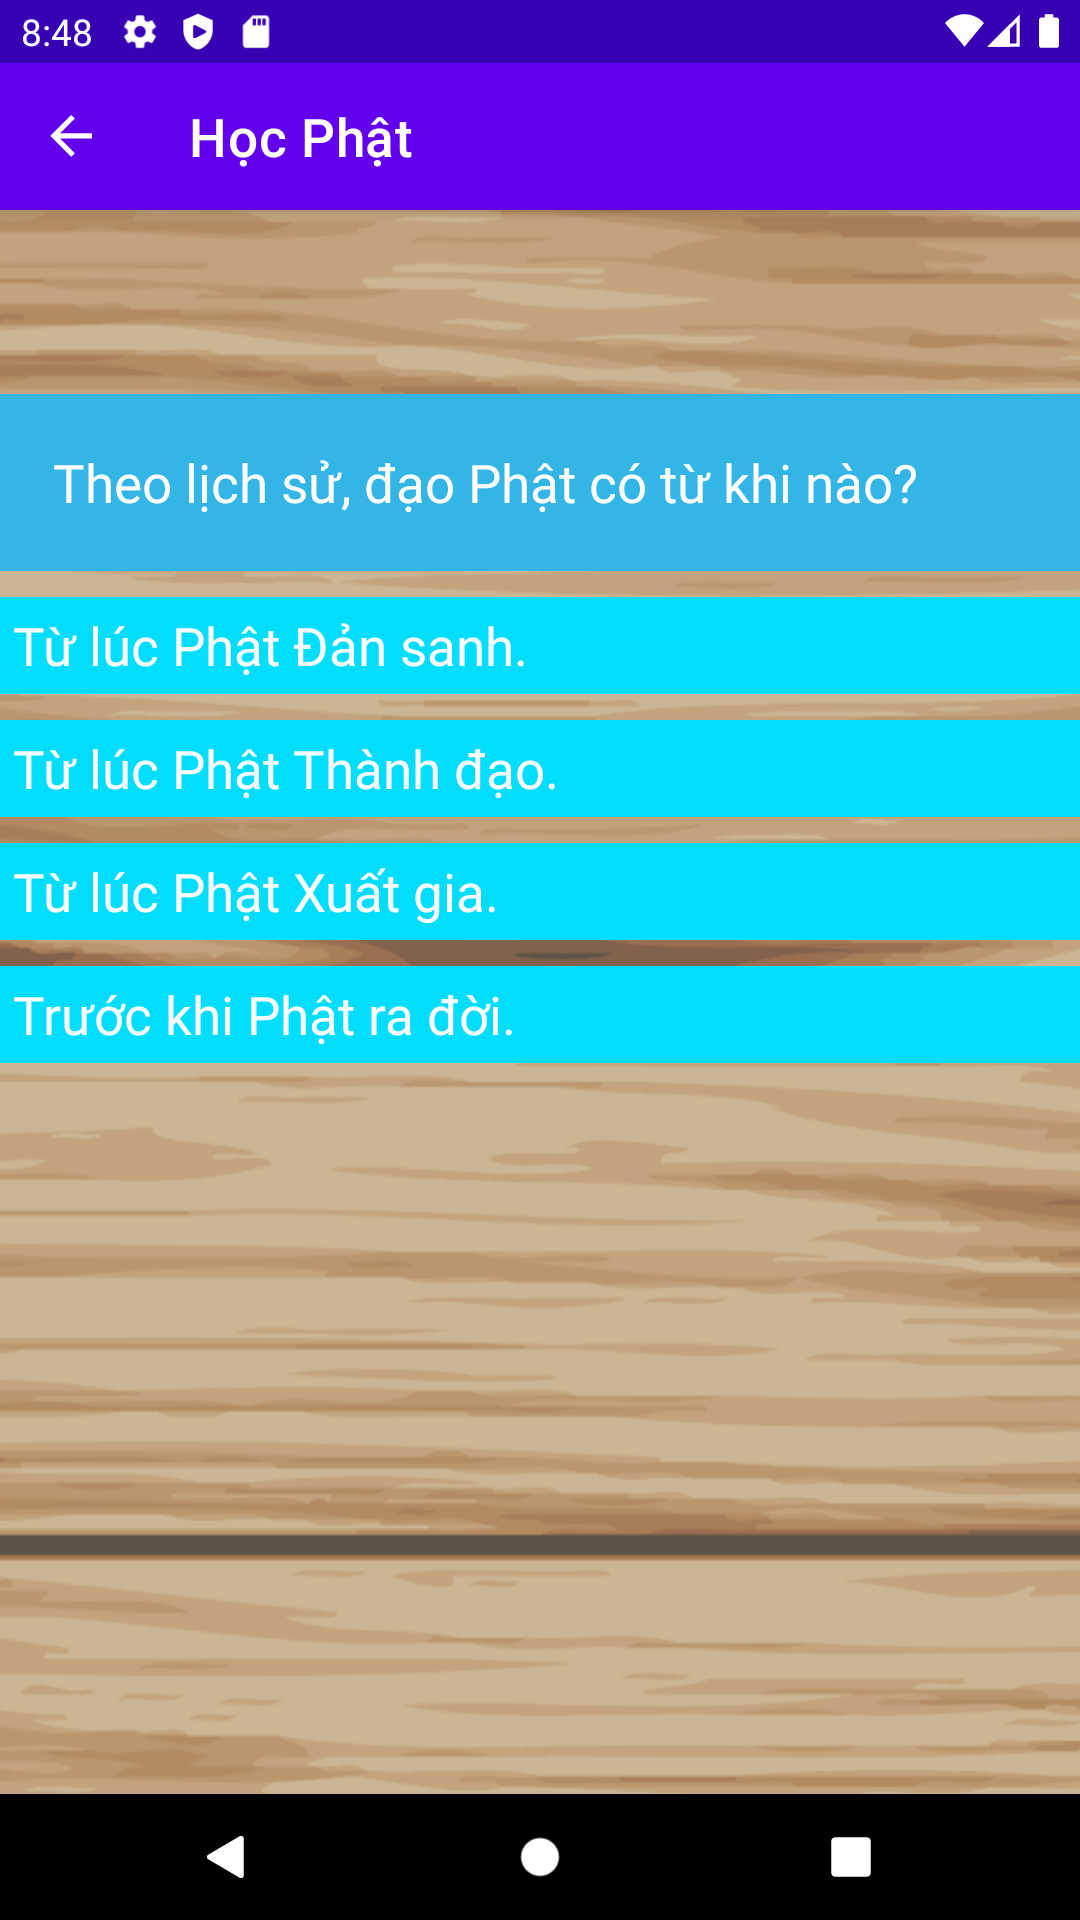 8:48
Học Phật
Theo lịch sử, đạo Phật có từ khi nào?
Từ lúc Phật Đản sanh.
Từ lúc Phật Thành đạo.
Từ lúc Phật Xuất gia.
Trước khi Phật ra đời.